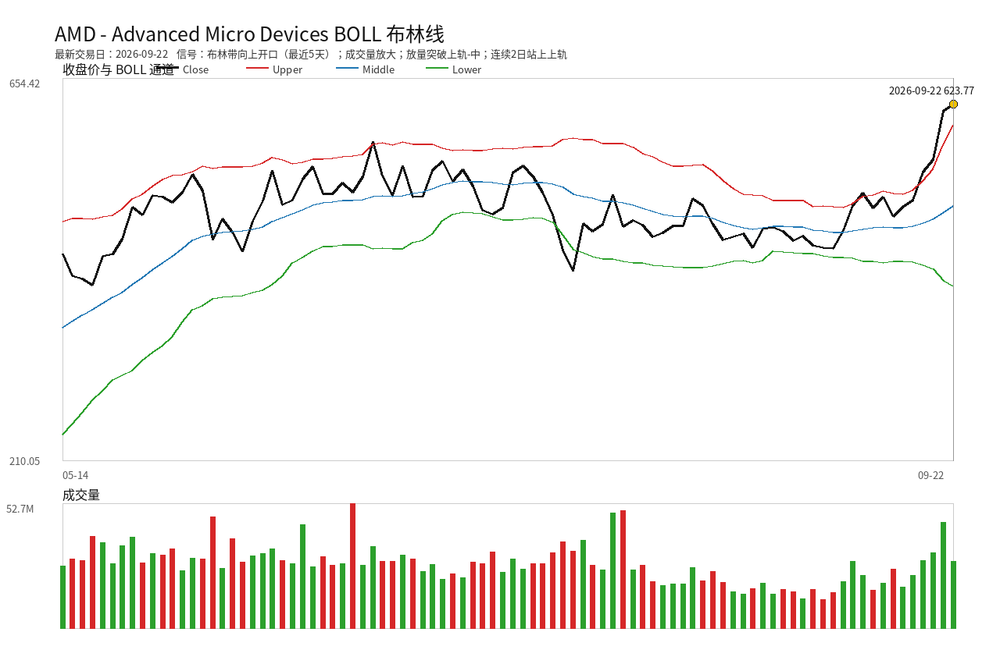 AMD - Advanced Micro Devices BOLL 布林线
最新交易日：2026-09-22 信号：布林带向上开口（最近5天）；成交量放大；放量突破上轨-中；连续2日站上上轨
收盘价与 BOLL 通道 Close Upper Middle Lower
654.42
2026-09-22 623.77
210.05
05-14 09-22
成交量
52.7M